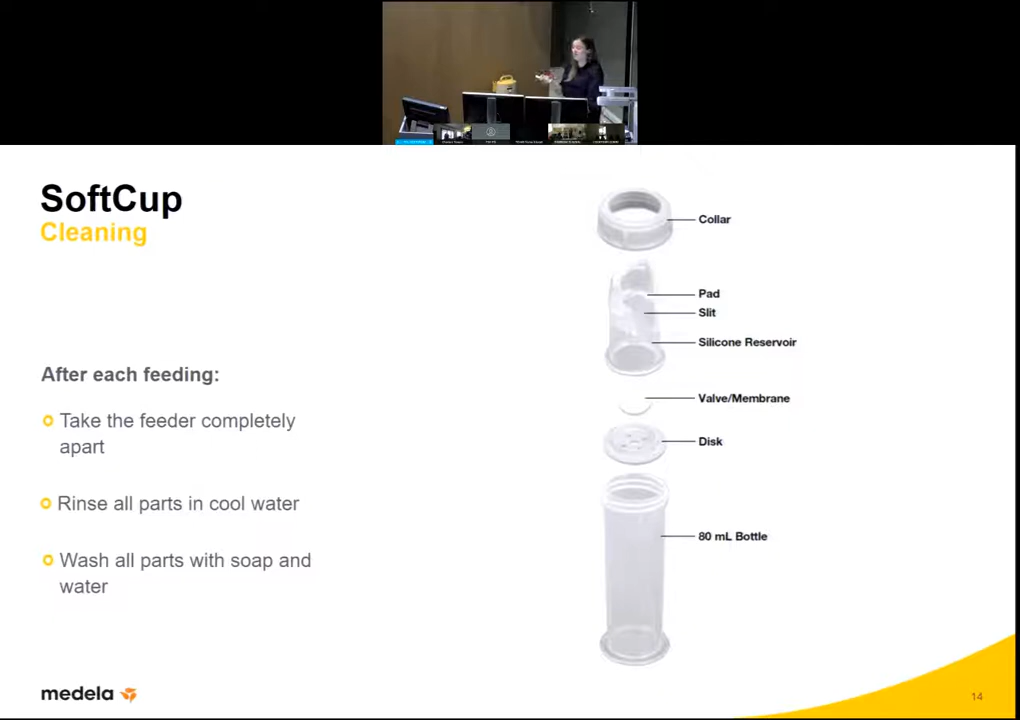 SoftCup
Cleaning
After each feeding:
Take the feeder completely
apart
Rinse all parts in cool water
Wash all parts with soap and
water
Collar
Pad
Slit
Silicone Reservoir
Valve/Membrane
Disk
80 mL Bottle
medela
14